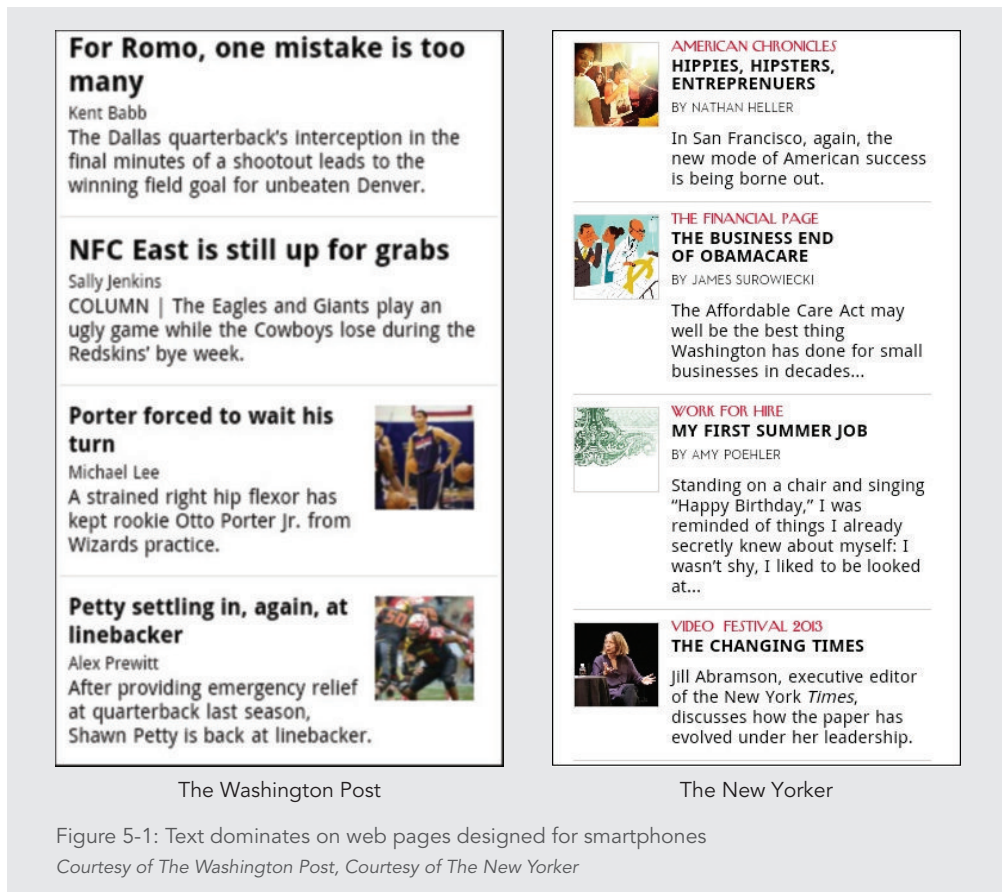 For Romo, one mistake is too
many
Kent Babb
The Dallas quarterback's interception in the
final minutes of a shootout leads to the
winning field goal for unbeaten Denver.
NFC East is still up for grabs
Sally Jenkins
COLUMN | The Eagles and Giants play an
ugly game while the Cowboys lose during the
Redskins' bye week.
Porter forced to wait his
turn
Michael Lee
A strained right hip flexor has
kept rookie Otto Porter Jr. from
Wizards practice.
Petty settling in, again, at
linebacker
Alex Prewitt
After providing emergency relief
at quarterback last season,
Shawn Petty is back at linebacker.
The Washington Post
AMERICAN CHRONICLES
HIPPIES, HIPSTERS,
ENTREPRENUERS
BY NATHAN HELLER
In San Francisco, again, the
new mode of American success
is being borne out.
THE FINANCIAL PAGE
THE BUSINESS END
OF OBAMACARE
BY JAMES SUROWIECKI
The Affordable Care Act may
well be the best thing
Washington has done for small
businesses in decades...
WORK FOR HIRE
MY FIRST SUMMER JOB
BY AMY POEHLER
Standing on a chair and singing
“Happy Birthday,” I was
reminded of things I already
secretly knew about myself: I
wasn't shy, I liked to be looked
at...
VIDEO FESTIVAL 2013
THE CHANGING TIMES
Jill Abramson, executive editor
of the New York Times,
discusses how the paper has
evolved under her leadership.
The New Yorker
Figure 5-1: Text dominates on web pages designed for smartphones
Courtesy of The Washington Post, Courtesy of The New Yorker